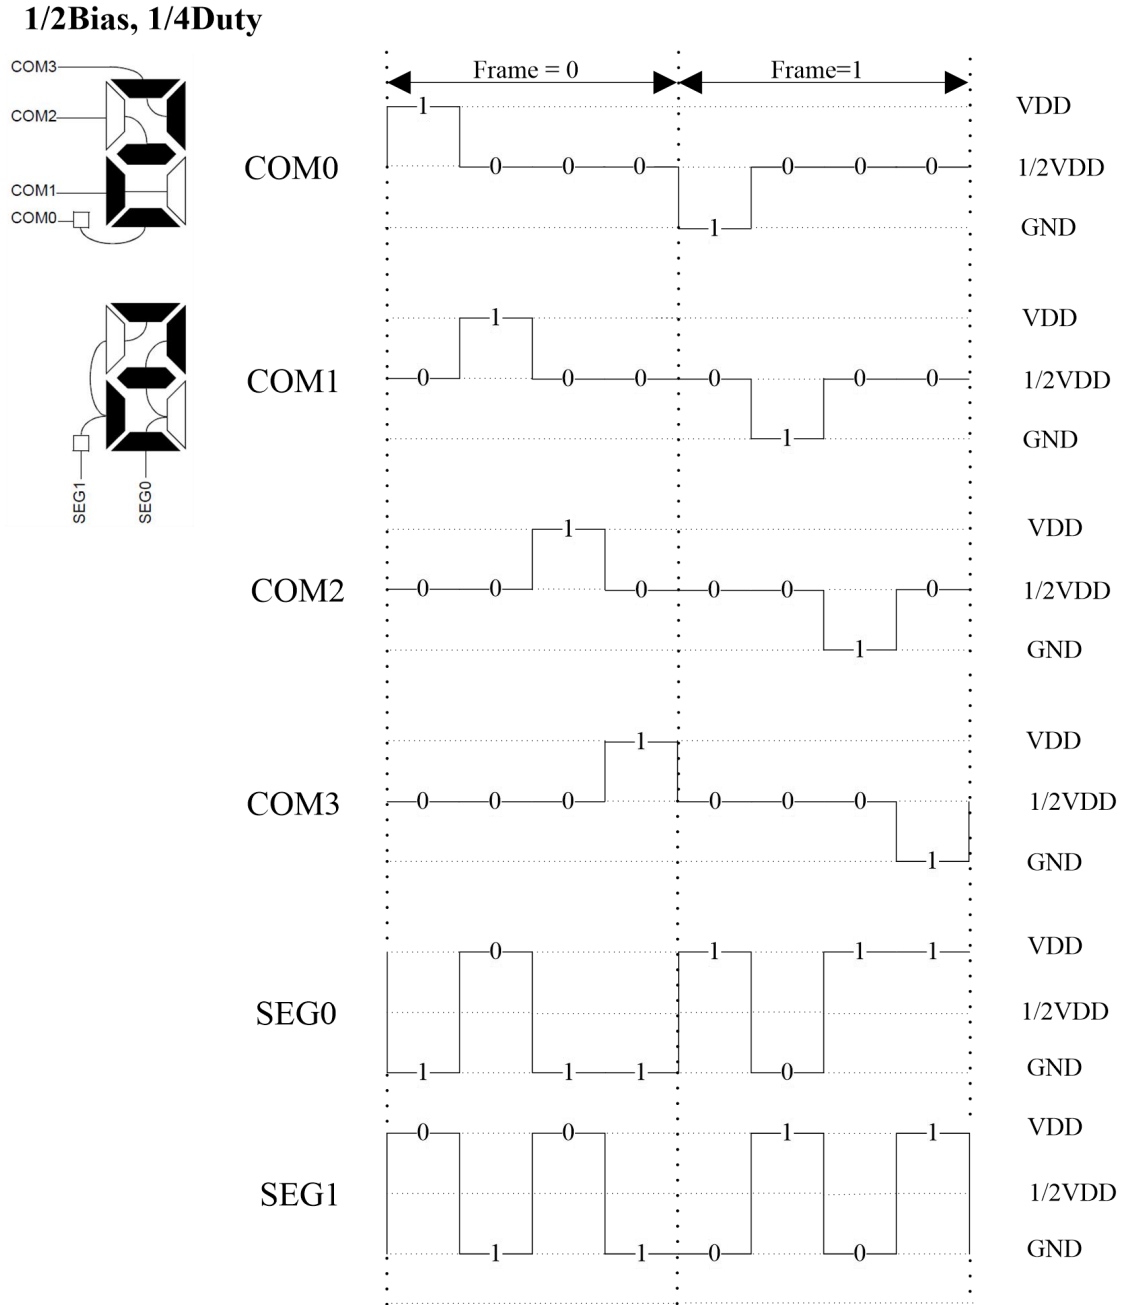 1/2Bias, 1/4Duty
COM3
COM2
COM1
COM0
SEG1
SEG0
Frame = 0
Frame=1
COM0
1 0 0 0 1 0 0 0
VDD
1/2VDD
GND
COM1
0 1 0 0 0 1 0 0
VDD
1/2VDD
GND
COM2
0 0 1 0 0 0 1 0
VDD
1/2VDD
GND
COM3
0 0 0 1 0 0 0 1
VDD
1/2VDD
GND
SEG0
1 0 1 1 1 0 1 1
VDD
1/2VDD
GND
SEG1
0 1 0 1 0 1 0 1
VDD
1/2VDD
GND